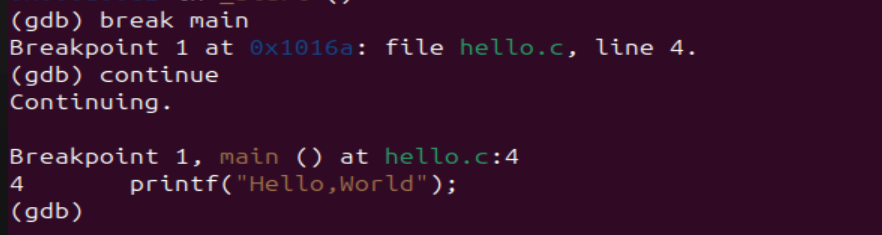 (gdb) break main
Breakpoint 1 at 0x1016a: file hello.c, line 4.
(gdb) continue
Continuing.
Breakpoint 1, main () at hello.c:4
4       printf("Hello,World");
(gdb)